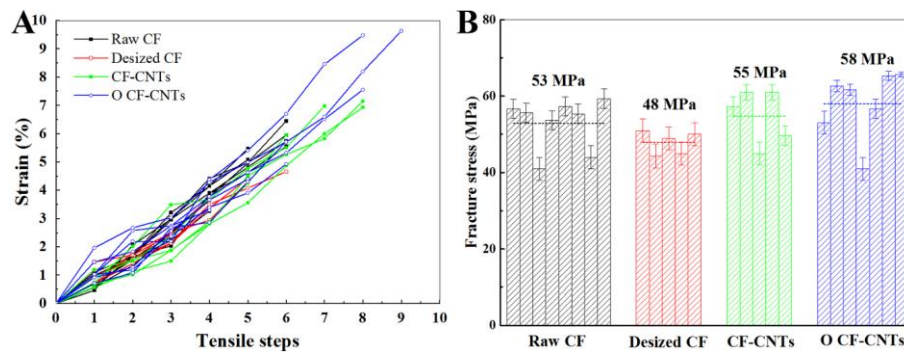 A
Strain (%)
10
9
8
7
6
5
4
3
2
1
0
Raw CF
Desized CF
CF-CNTs
O CF-CNTs
0 1 2 3 4 5 6 7 8 9 10
Tensile steps
B
Fracture stress (MPa)
80
60
40
20
0
53 MPa
48 MPa
55 MPa
58 MPa
Raw CF Desized CF CF-CNTs O CF-CNTs